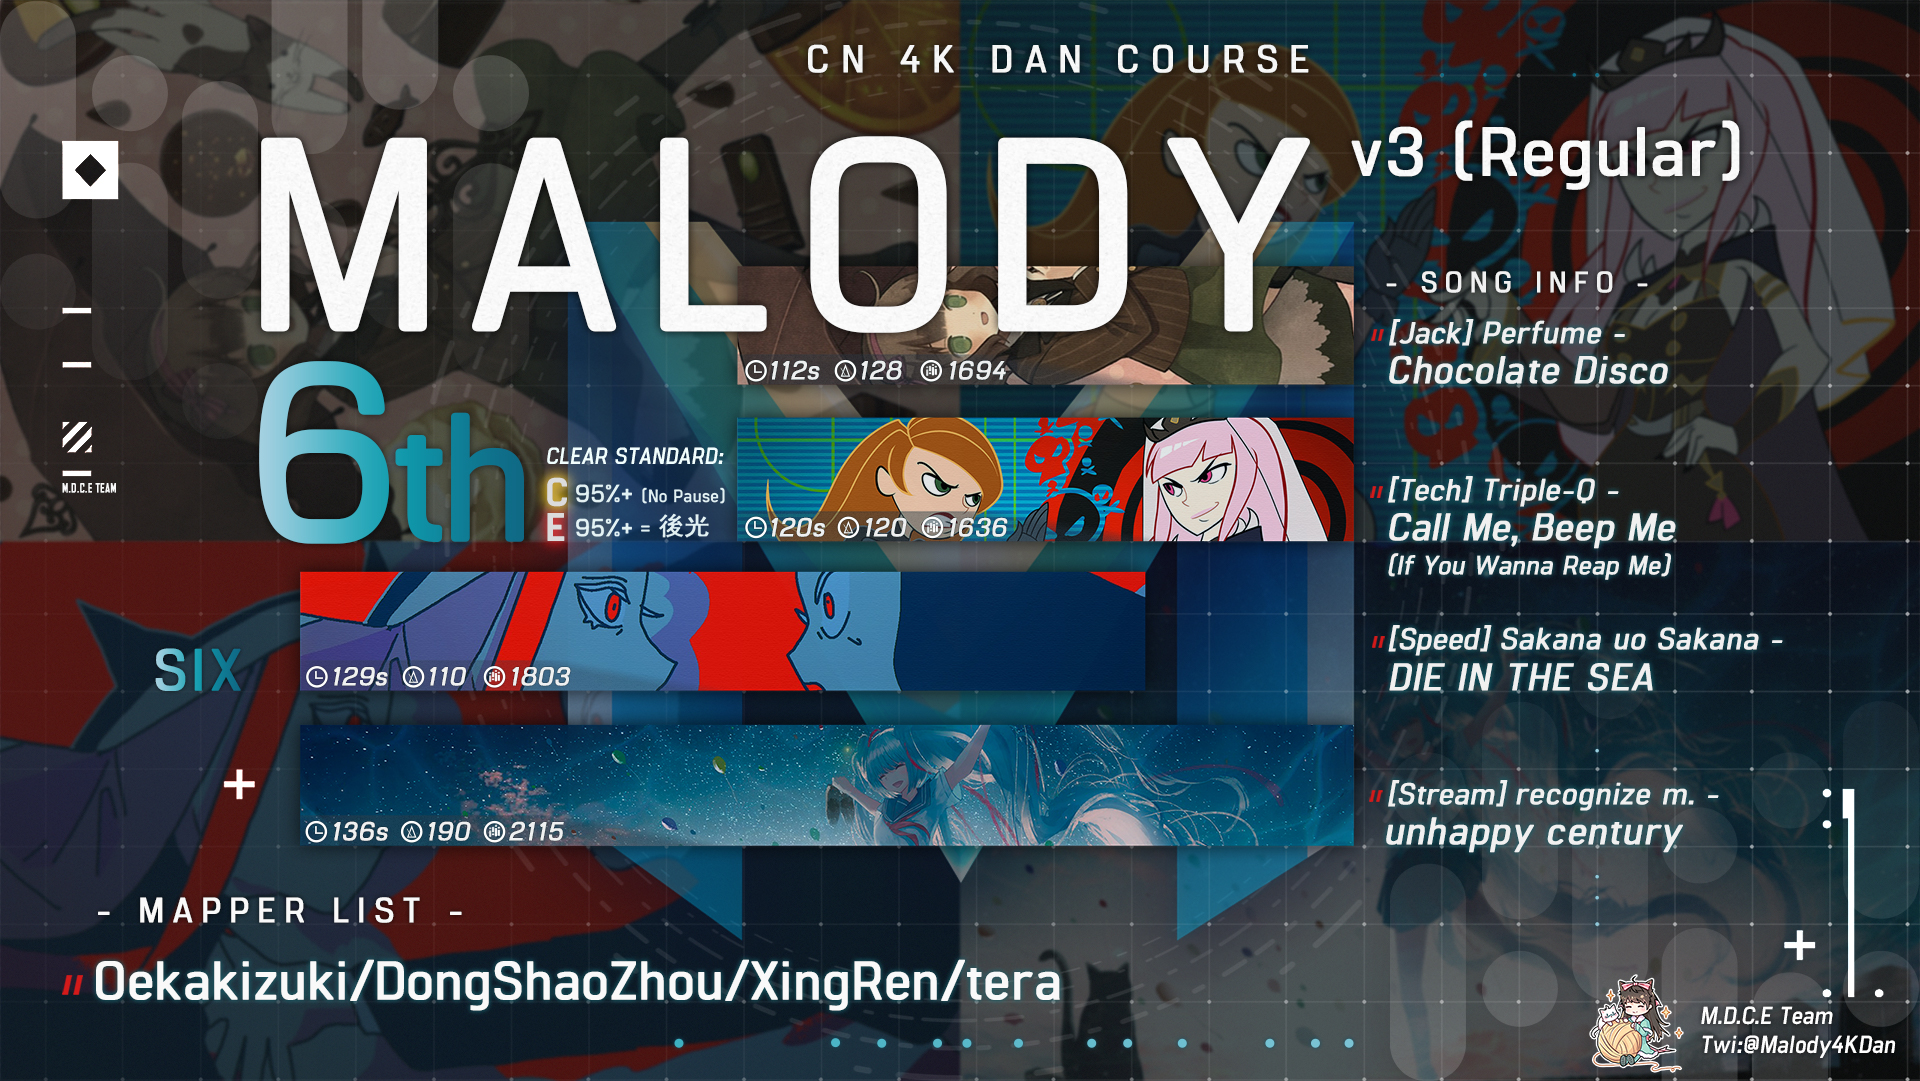 CN 4K DAN COURSE
MALODY
v3 (Regular)
6th
CLEAR STANDARD:
C 95%+ (No Pause)
E 95%+ = 後光
112s 128 1694
120s 120 1636
SIX
129s 110 1803
136s 190 2115
M.D.C.E TEAM
- SONG INFO -
[Jack] Perfume -
Chocolate Disco
[Tech] Triple-Q -
Call Me, Beep Me
(If You Wanna Reap Me)
[Speed] Sakana uo Sakana -
DIE IN THE SEA
[Stream] recognize m. -
unhappy century
- MAPPER LIST -
Oekakizuki/DongShaoZhou/XingRen/tera
M.D.C.E Team
Twi:@Malody4KDan